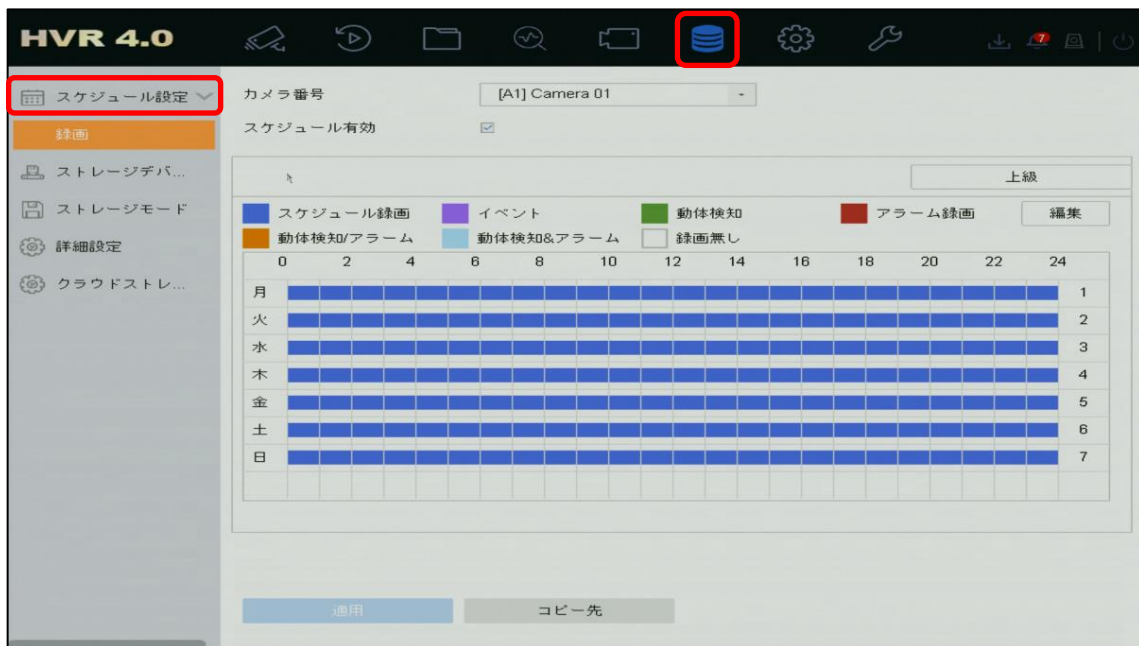 HVR 4.0
7
スケジュール設定
録画
ストレージデバ...
ストレージモード
詳細設定
クラウドストレ...
カメラ番号 [A1] Camera 01
スケジュール有効
上級
スケジュール録画 イベント 動体検知 アラーム録画 編集
動体検知/アラーム 動体検知&アラーム 録画無し
0 2 4 6 8 10 12 14 16 18 20 22 24
月 1
火 2
水 3
木 4
金 5
土 6
日 7
適用 コピー先